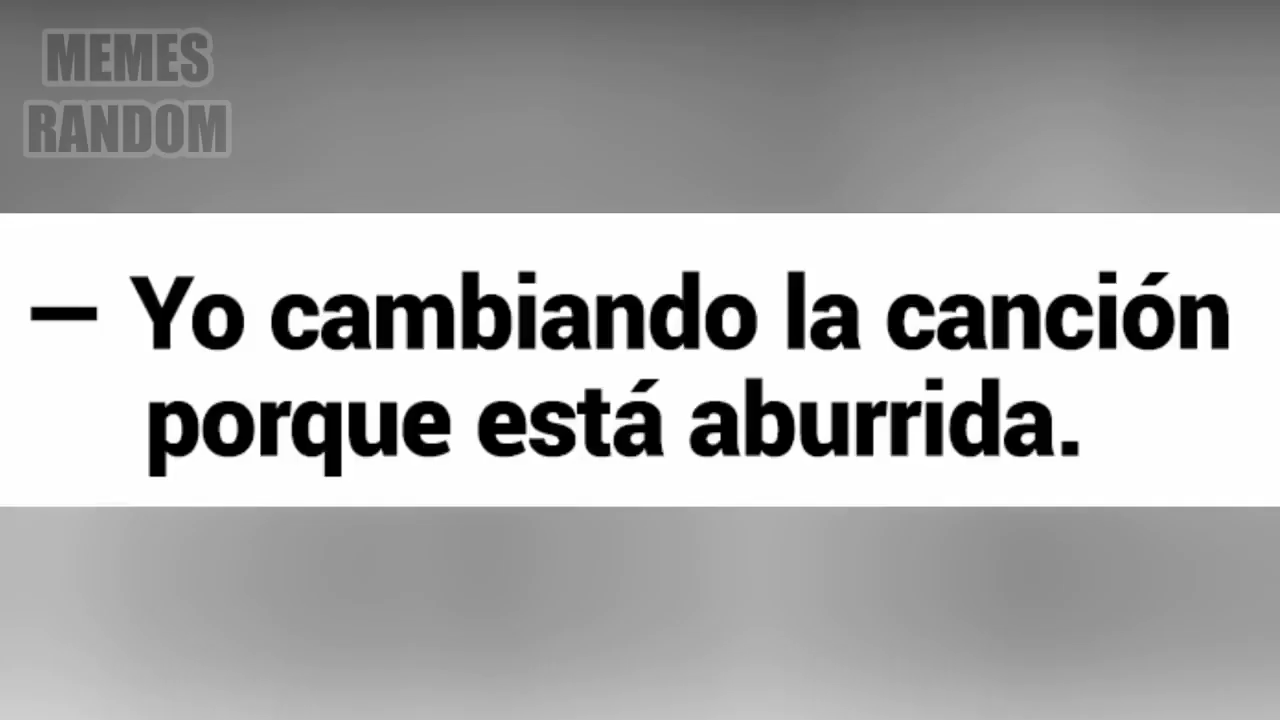 MEMES
RANDOM
– Yo cambiando la canción
porque está aburrida.